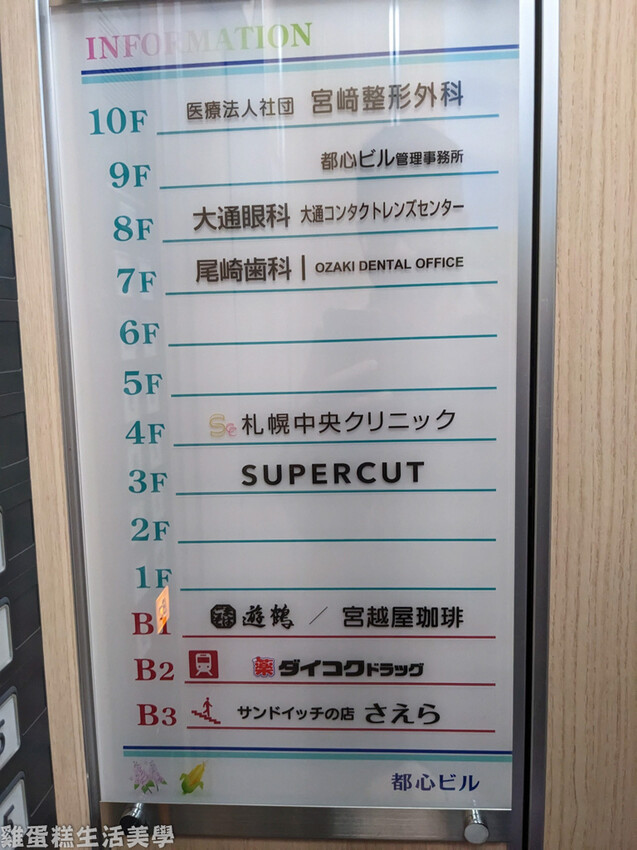 INFORMATION
10F 医療法人社団 宮﨑整形外科
9F 都心ビル管理事務所
8F 大通眼科 大通コンタクトレンズセンター
7F 尾崎歯科 | OZAKI DENTAL OFFICE
6F
5F
4F 札幌中央クリニック
3F SUPERCUT
2F
1F
B1 遊鶴 / 宮越屋珈琲
B2 薬 ダイコクドラッグ
B3 サンドイッチの店 さえら
都心ビル
雞蛋糕生活美學